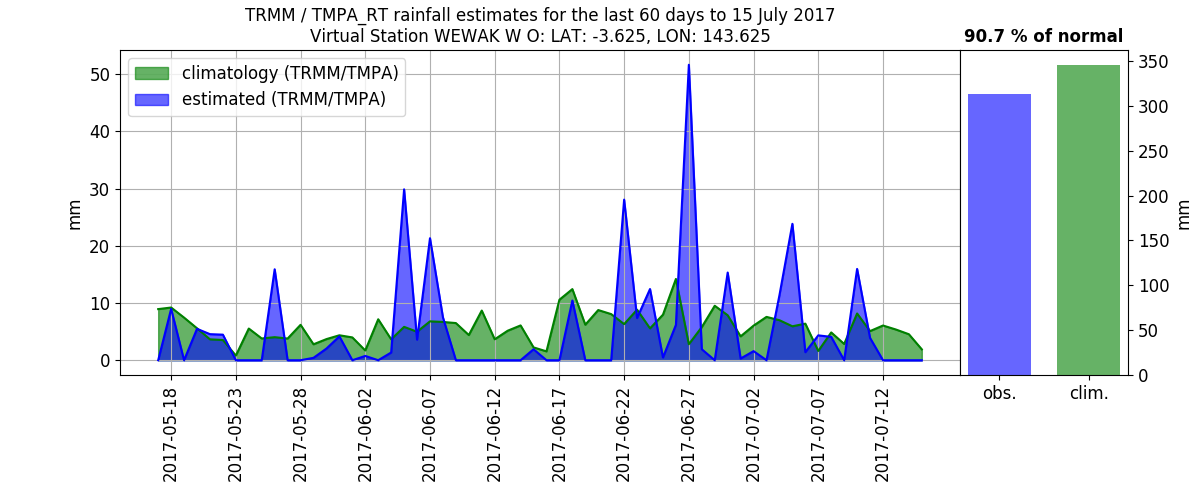 TRMM / TMPA_RT rainfall estimates for the last 60 days to 15 July 2017
Virtual Station WEWAK W O: LAT: -3.625, LON: 143.625
90.7 % of normal
climatology (TRMM/TMPA)
estimated (TRMM/TMPA)
mm
50
40
30
20
10
0
2017-05-18
2017-05-23
2017-05-28
2017-06-02
2017-06-07
2017-06-12
2017-06-17
2017-06-22
2017-06-27
2017-07-02
2017-07-07
2017-07-12
350
300
250
200
150
100
50
0
mm
obs.
clim.